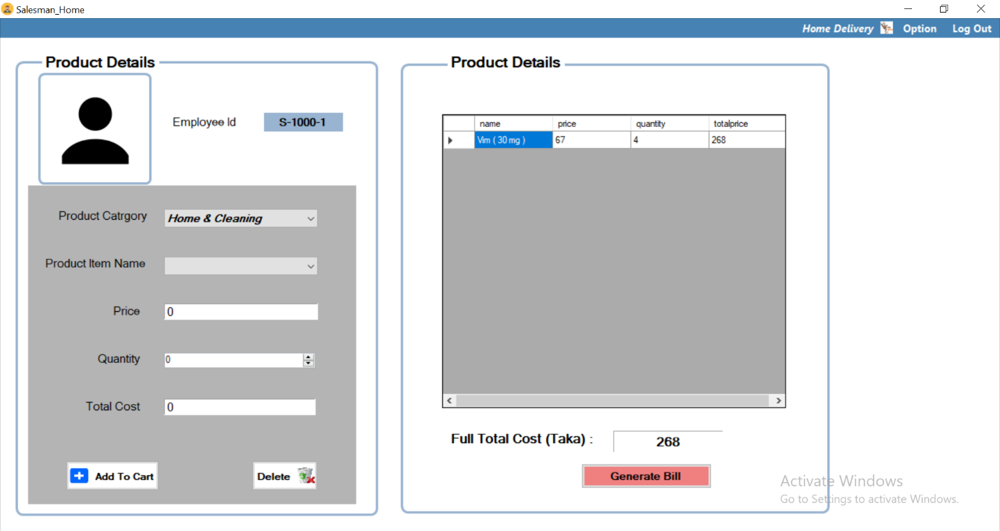 Salesman_Home
Home Delivery Option Log Out
Product Details
Employee Id S-1000-1
Product Catrgory Home & Cleaning
Product Item Name
Price 0
Quantity 0
Total Cost 0
Add To Cart Delete
Product Details
name price quantity totalprice
Vim ( 30 mg ) 67 4 268
Full Total Cost (Taka) : 268
Generate Bill
Activate Windows
Go to Settings to activate Windows.